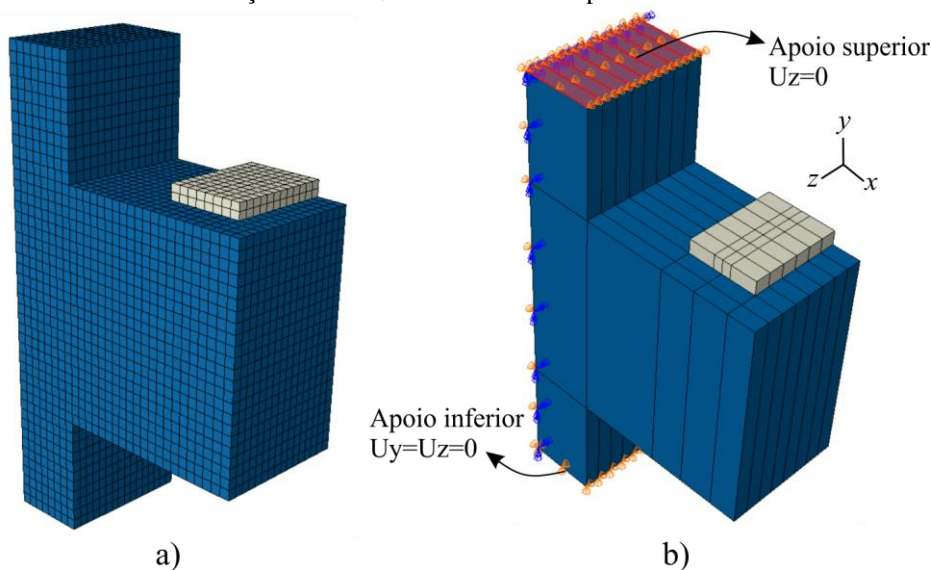 Apoio superior
Uz=0
y
z
x
Apoio inferior
Uy=Uz=0
a)
b)